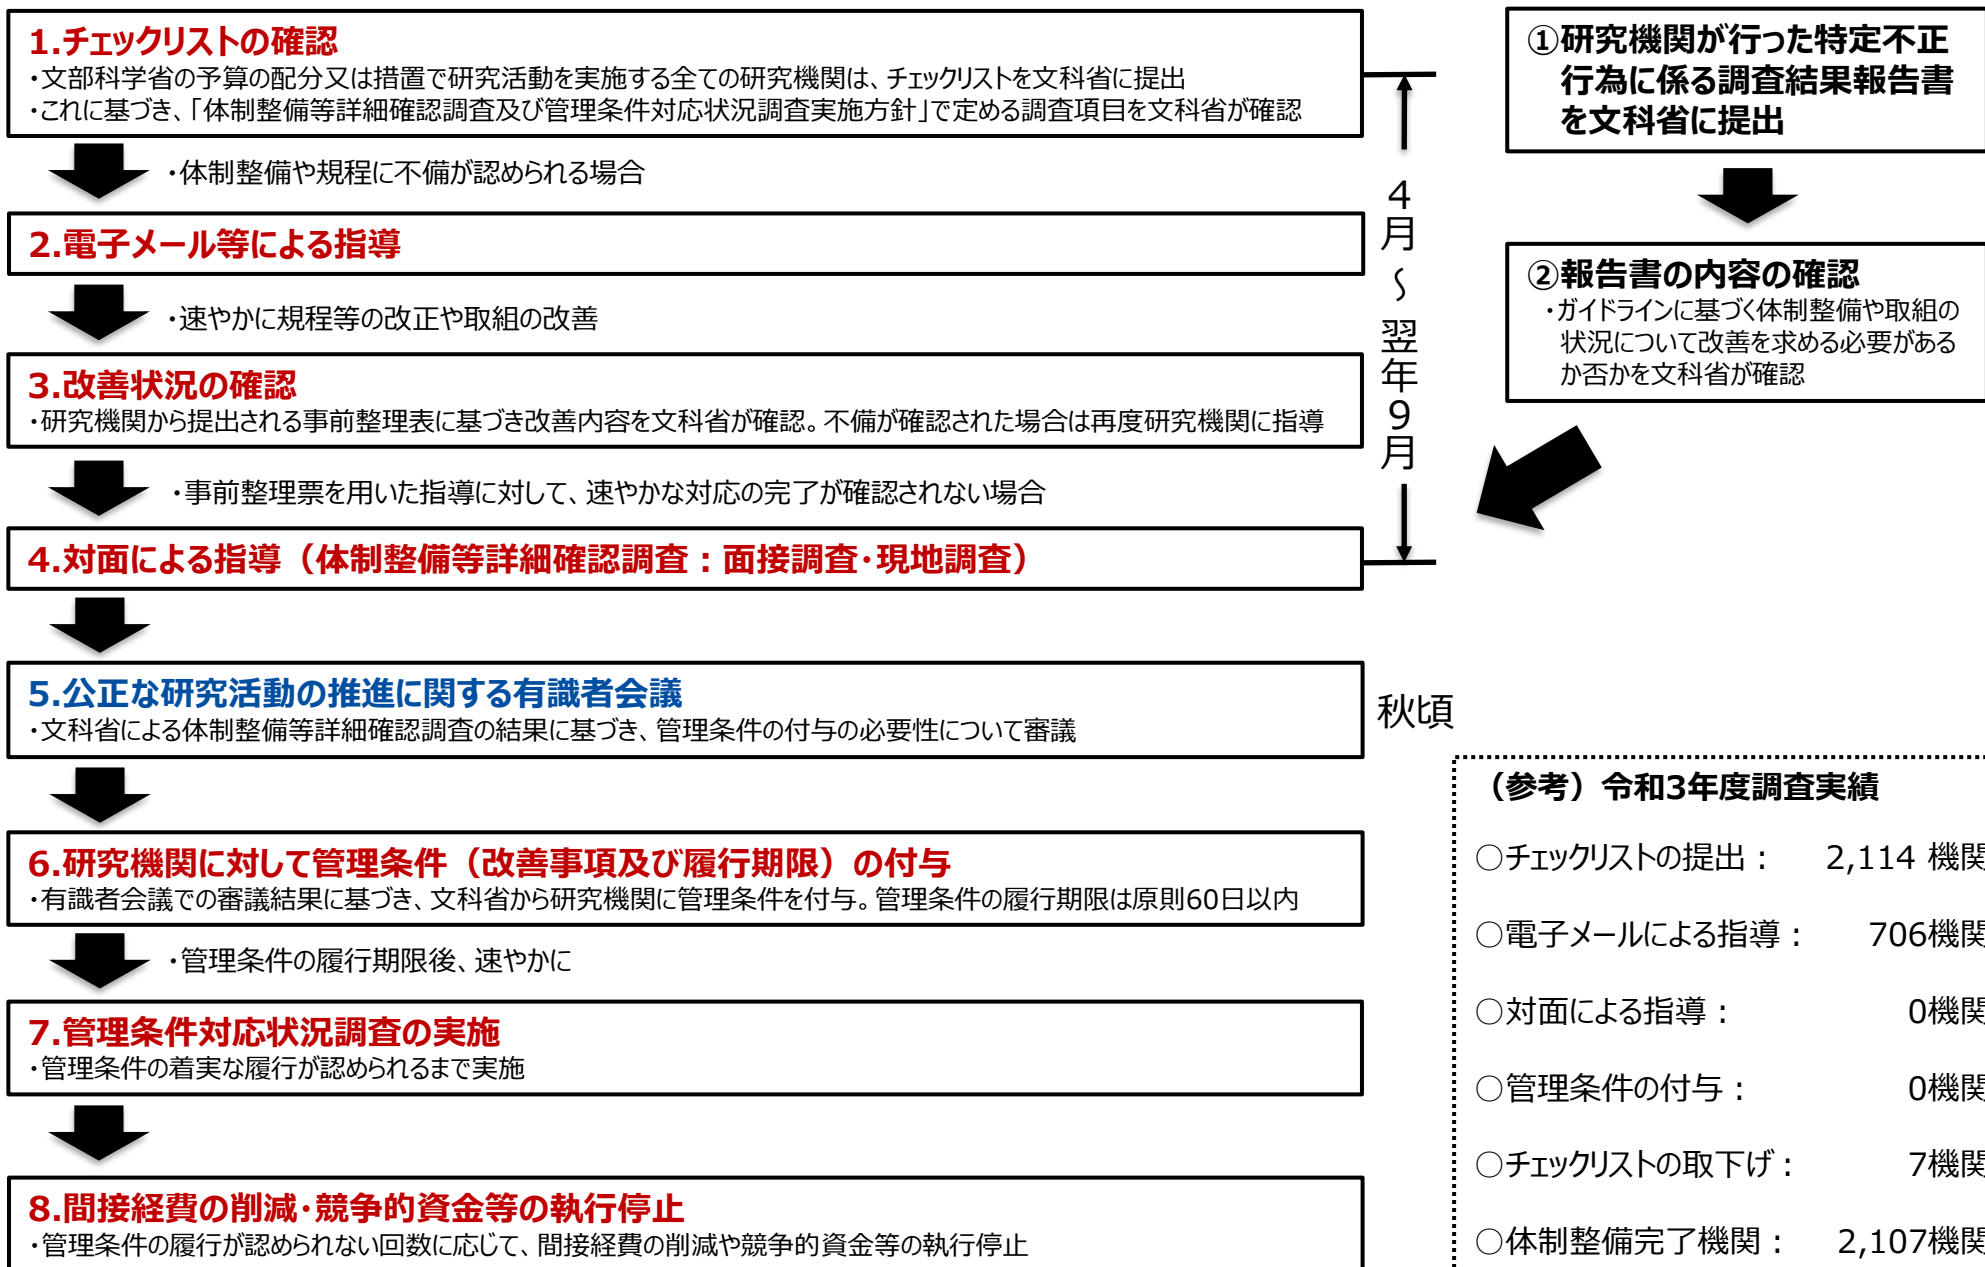 1.チェックリストの確認
・文部科学省の予算の配分又は措置で研究活動を実施する全ての研究機関は、チェックリストを文科省に提出
・これに基づき、「体制整備等詳細確認調査及び管理条件対応状況調査実施方針」で定める調査項目を文科省が確認
・体制整備や規程に不備が認められる場合
2.電子メール等による指導
・速やかに規程等の改正や取組の改善
3.改善状況の確認
・研究機関から提出される事前整理表に基づき改善内容を文科省が確認。不備が確認された場合は再度研究機関に指導
・事前整理票を用いた指導に対して、速やかな対応の完了が確認されない場合
4.対面による指導（体制整備等詳細確認調査：面接調査・現地調査）
4月～翌年9月
①研究機関が行った特定不正
行為に係る調査結果報告書
を文科省に提出
②報告書の内容の確認
・ガイドラインに基づく体制整備や取組の
状況について改善を求める必要がある
か否かを文科省が確認
5.公正な研究活動の推進に関する有識者会議
・文科省による体制整備等詳細確認調査の結果に基づき、管理条件の付与の必要性について審議
秋頃
6.研究機関に対して管理条件（改善事項及び履行期限）の付与
・有識者会議での審議結果に基づき、文科省から研究機関に管理条件を付与。管理条件の履行期限は原則60日以内
・管理条件の履行期限後、速やかに
7.管理条件対応状況調査の実施
・管理条件の着実な履行が認められるまで実施
8.間接経費の削減・競争的資金等の執行停止
・管理条件の履行が認められない回数に応じて、間接経費の削減や競争的資金等の執行停止
（参考）令和3年度調査実績
○チェックリストの提出： 2,114 機関
○電子メールによる指導： 706機関
○対面による指導： 0機関
○管理条件の付与： 0機関
○チェックリストの取下げ： 7機関
○体制整備完了機関： 2,107機関